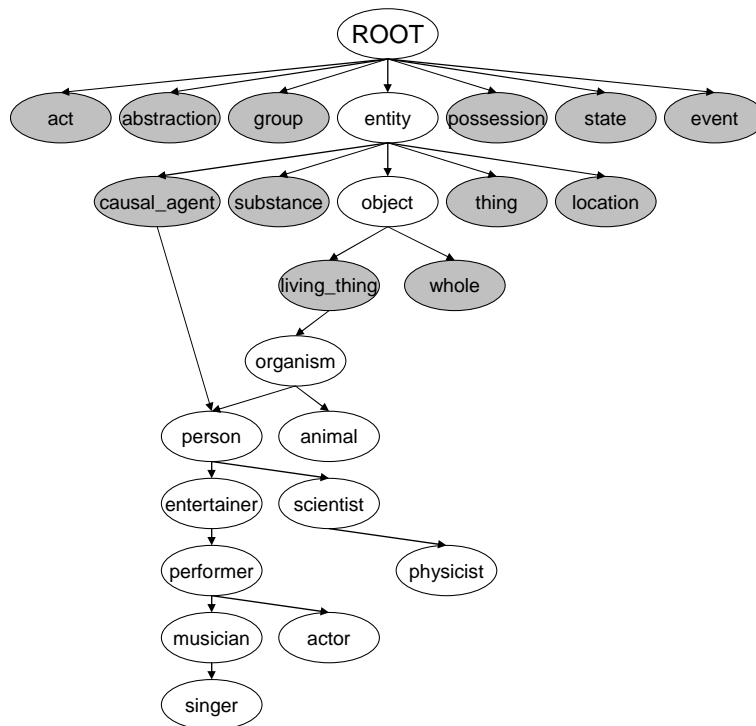 ROOT
act abstraction group entity possession state event
causal_agent substance object thing location
living_thing whole
organism
person animal
entertainer scientist
performer physicist
musician actor
singer